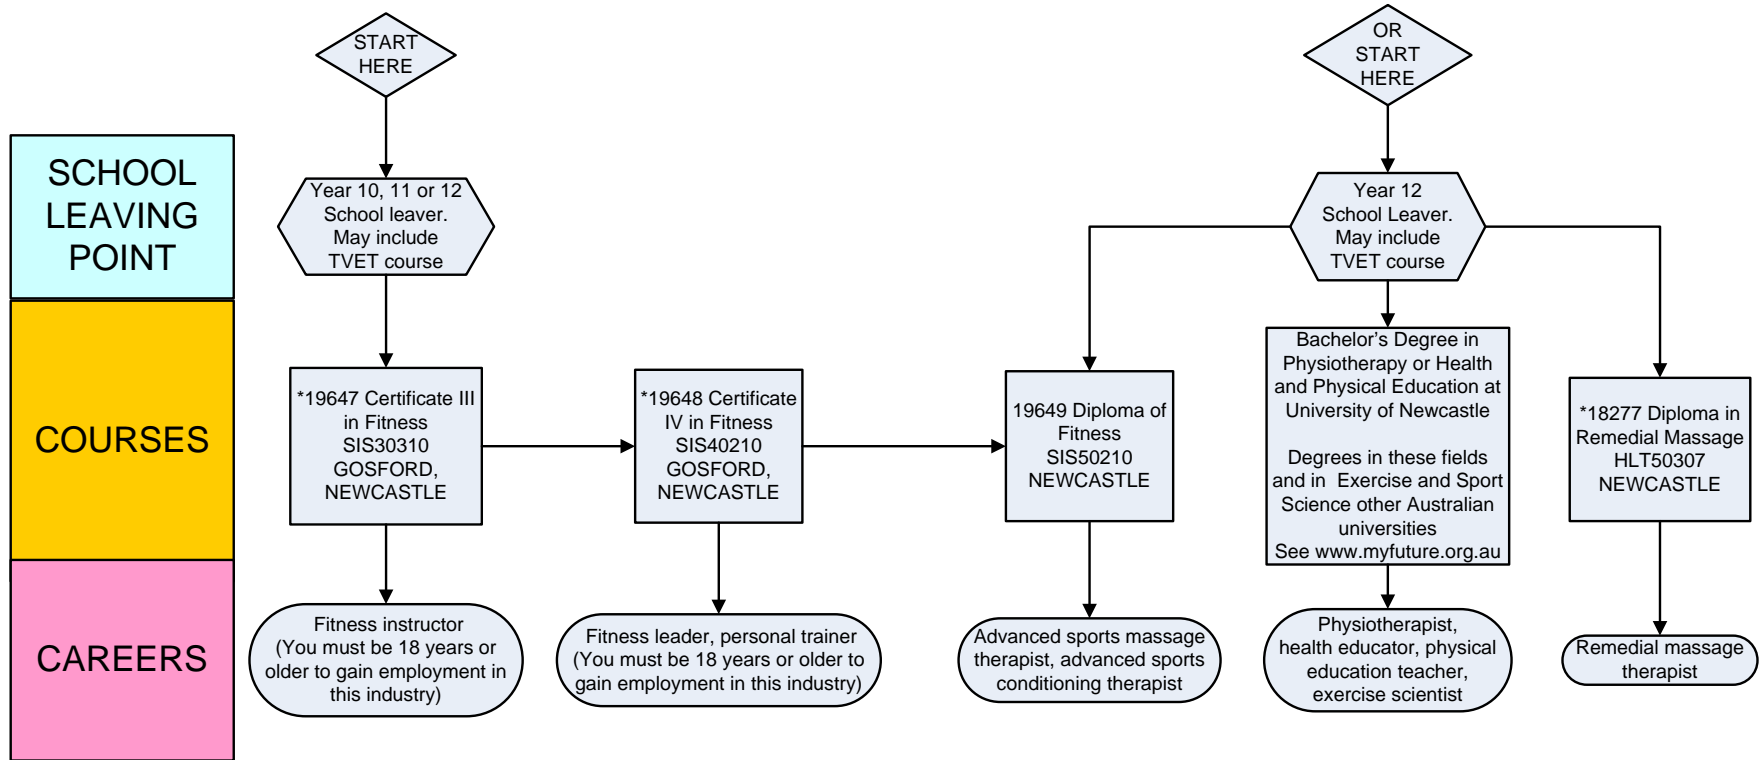 START
HERE
OR
START
HERE
SCHOOL
LEAVING
POINT
Year 10, 11 or 12
School leaver.
May include
TVET course
Year 12
School Leaver.
May include
TVET course
COURSES
*19647 Certificate III
in Fitness
SIS30310
GOSFORD,
NEWCASTLE
*19648 Certificate
IV in Fitness
SIS40210
GOSFORD,
NEWCASTLE
19649 Diploma of
Fitness
SIS50210
NEWCASTLE
Bachelor’s Degree in
Physiotherapy or Health
and Physical Education at
University of Newcastle
Degrees in these fields
and in  Exercise and Sport
Science other Australian
universities
See www.myfuture.org.au
*18277 Diploma in
Remedial Massage
HLT50307
NEWCASTLE
CAREERS
Fitness instructor
(You must be 18 years or
older to gain employment in
this industry)
Fitness leader, personal trainer
(You must be 18 years or older to
gain employment in this industry)
Advanced sports massage
therapist, advanced sports
conditioning therapist
Physiotherapist,
health educator, physical
education teacher,
exercise scientist
Remedial massage
therapist